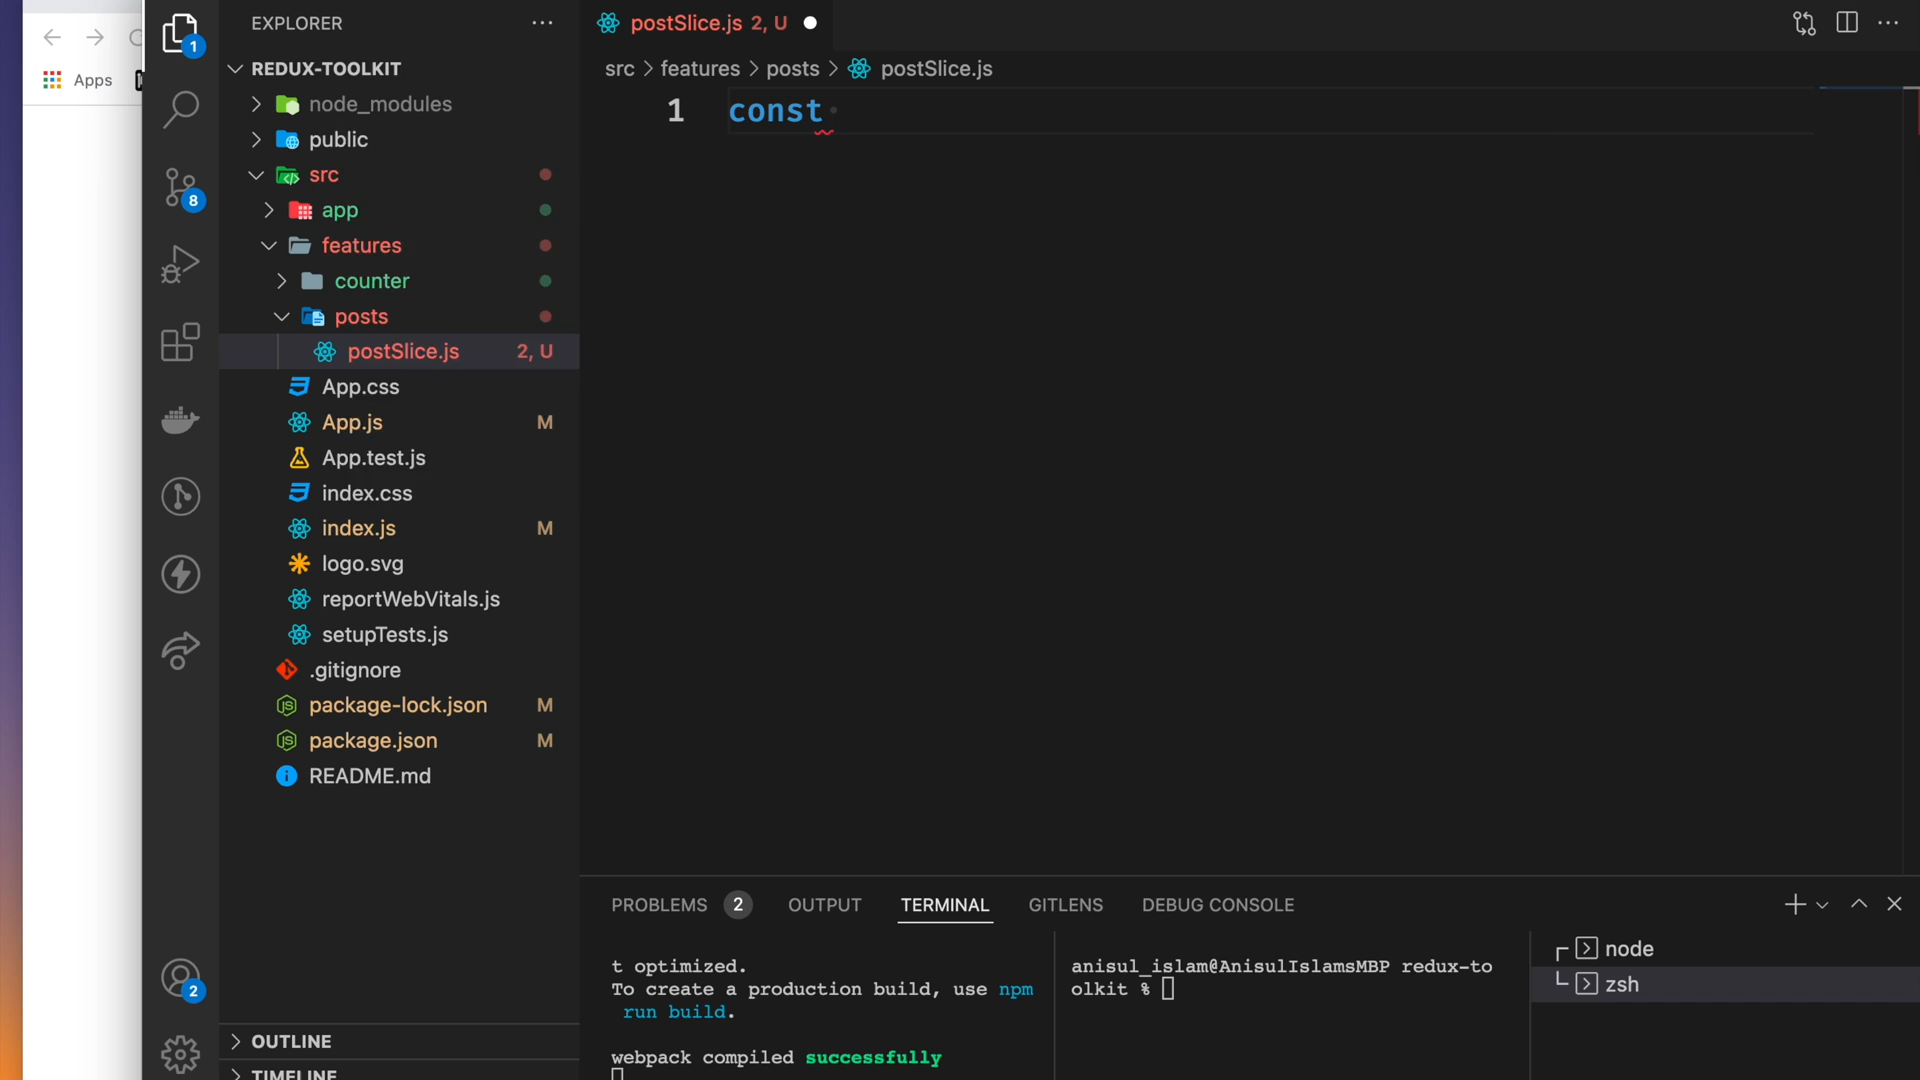 Apps
1
8
2
EXPLORER
REDUX-TOOLKIT
node_modules
public
src
app
features
counter
posts
postSlice.js 2, U
App.css
App.js M
App.test.js
index.css
index.js M
logo.svg
reportWebVitals.js
setupTests.js
.gitignore
package-lock.json M
package.json M
README.md
OUTLINE
TIMELINE
postSlice.js 2, U
src > features > posts > postSlice.js
1 const
PROBLEMS 2 OUTPUT TERMINAL GITLENS DEBUG CONSOLE
t optimized.
To create a production build, use npm
run build.
webpack compiled successfully
anisul_islam@AnisulIslamsMBP redux-to
olkit %
node
zsh